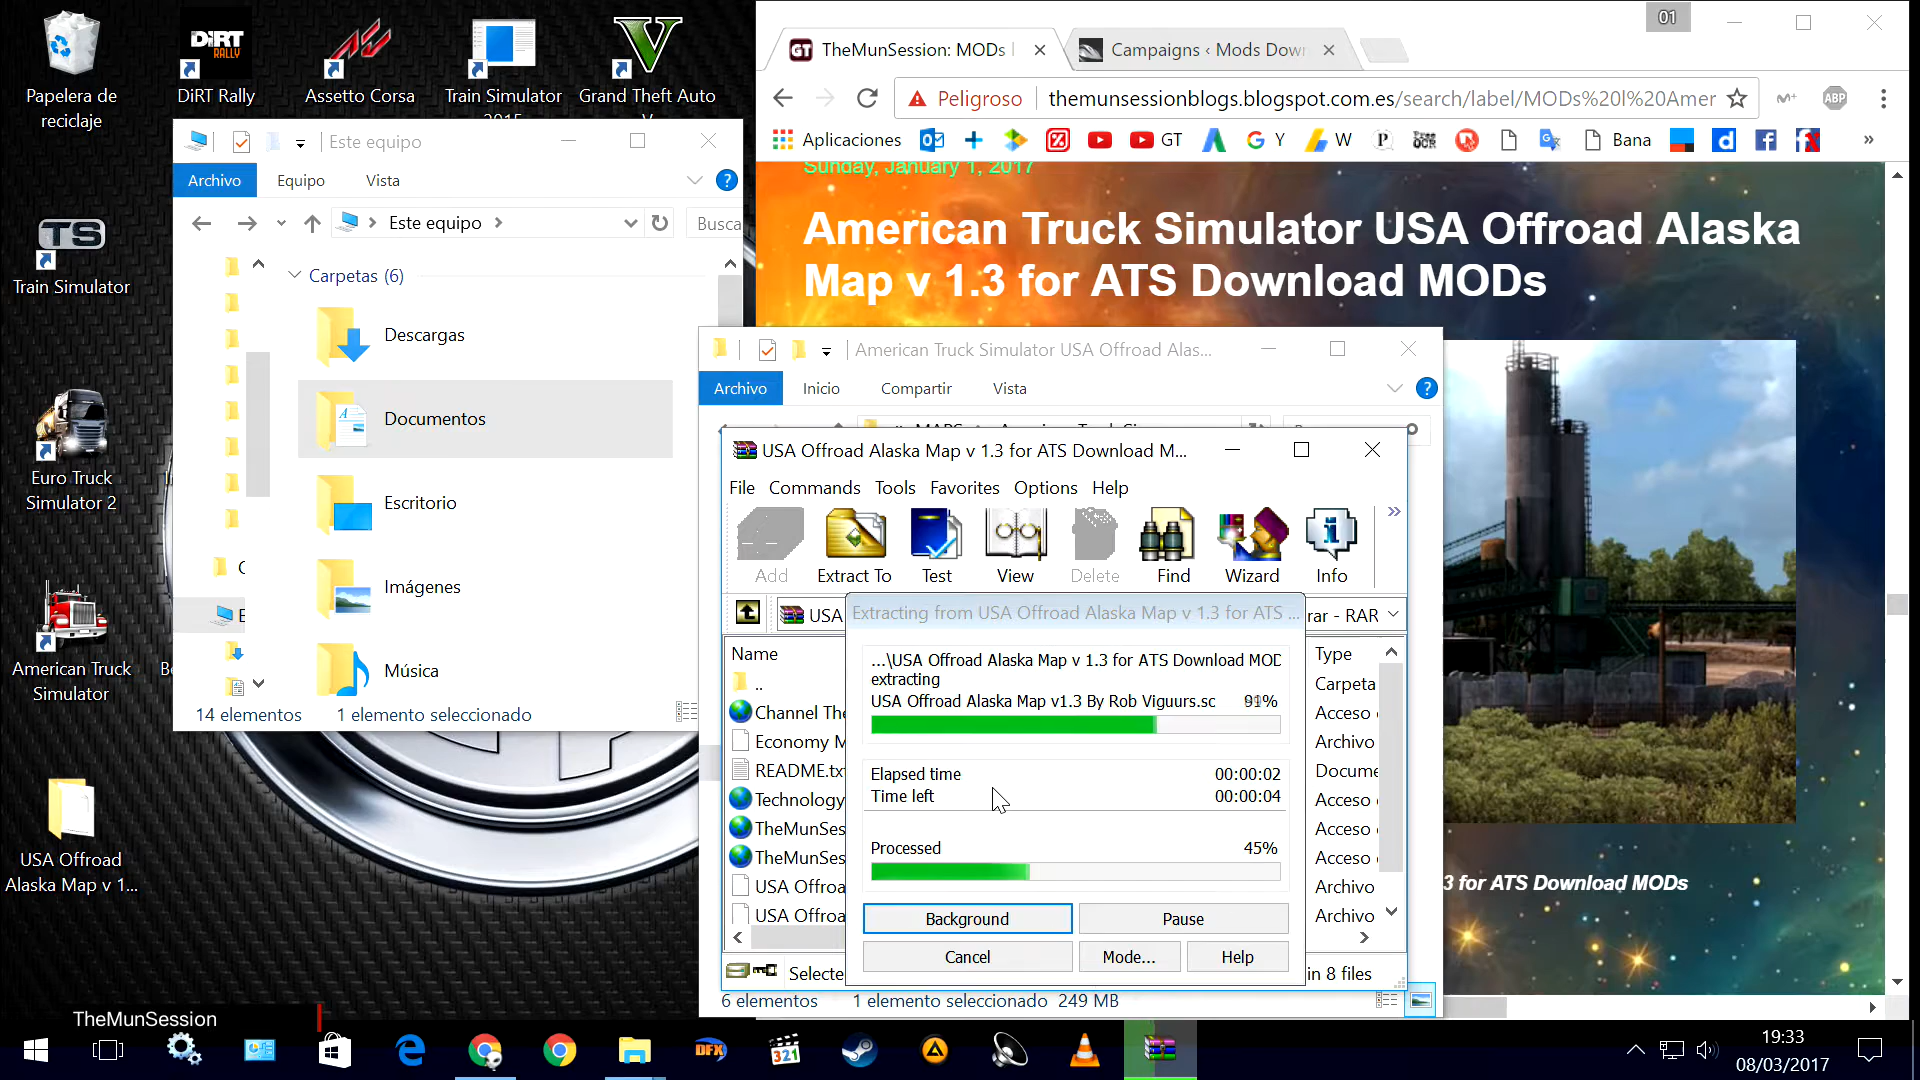 Papelera de
reciclaje
DiRT Rally
Assetto Corsa
Train Simulator
Grand Theft Auto
V
Train Simulator
Euro Truck
Simulator 2
American Truck
Simulator
USA Offroad
Alaska Map v 1...
Este equipo
Archivo
Equipo
Vista
Este equipo
Busca
Carpetas (6)
Descargas
Documentos
Escritorio
Imágenes
Música
14 elementos
1 elemento seleccionado
01
TheMunSession: MODs
Campaigns ‹ Mods Down
Peligroso
themunsessionblogs.blogspot.com.es/search/label/MODs%20l%20Amer
ABP
Aplicaciones
GT
Y
W
Bana
»
Sunday, January 1, 2017
American Truck Simulator USA Offroad Alaska
Map v 1.3 for ATS Download MODs
3 for ATS Download MODs
American Truck Simulator USA Offroad Alas...
Archivo
Inicio
Compartir
Vista
USA Offroad Alaska Map v 1.3 for ATS Download M...
File
Commands
Tools
Favorites
Options
Help
Add
Extract To
Test
View
Delete
Find
Wizard
Info
»
USA
rar - RAR
Name
Type
..
Carpeta
Channel The
Acceso
Economy M
Archivo
README.txt
Docume
Technology
Acceso
TheMunSes
Acceso
TheMunSes
Acceso
USA Offroa
Archivo
USA Offroa
Archivo
Selecte
in 8 files
Extracting from USA Offroad Alaska Map v 1.3 for ATS ...
...\USA Offroad Alaska Map v 1.3 for ATS Download MOD
extracting
USA Offroad Alaska Map v1.3 By Rob Viguurs.sc
Elapsed time
00:00:02
Time left
00:00:04
Processed
45%
Background
Pause
Cancel
Mode...
Help
6 elementos
1 elemento seleccionado 249 MB
TheMunSession
DFX
321
19:33
08/03/2017